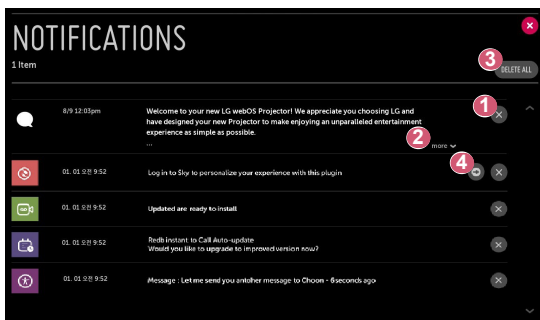 NOTIFICATIONS
1 Item
3
DELETE ALL
1
8/9 12:03pm
Welcome to your new LG webOS Projector! We appreciate you choosing LG and
have designed your new Projector to make enjoying an unparalleled entertainment
experience as simple as possible.
...
2
more
4
01. 01 오전 9:52
Log in to Sky to personalize your experience with this plugin
01. 01 오전 9:52
Updated are ready to install
01. 01 오전 9:52
Redb instant to Call Auto-update
Would you like to upgrade to improved version now?
01. 01 오전 9:52
Message : Let me send you antoher message to Choon - 6seconds ago